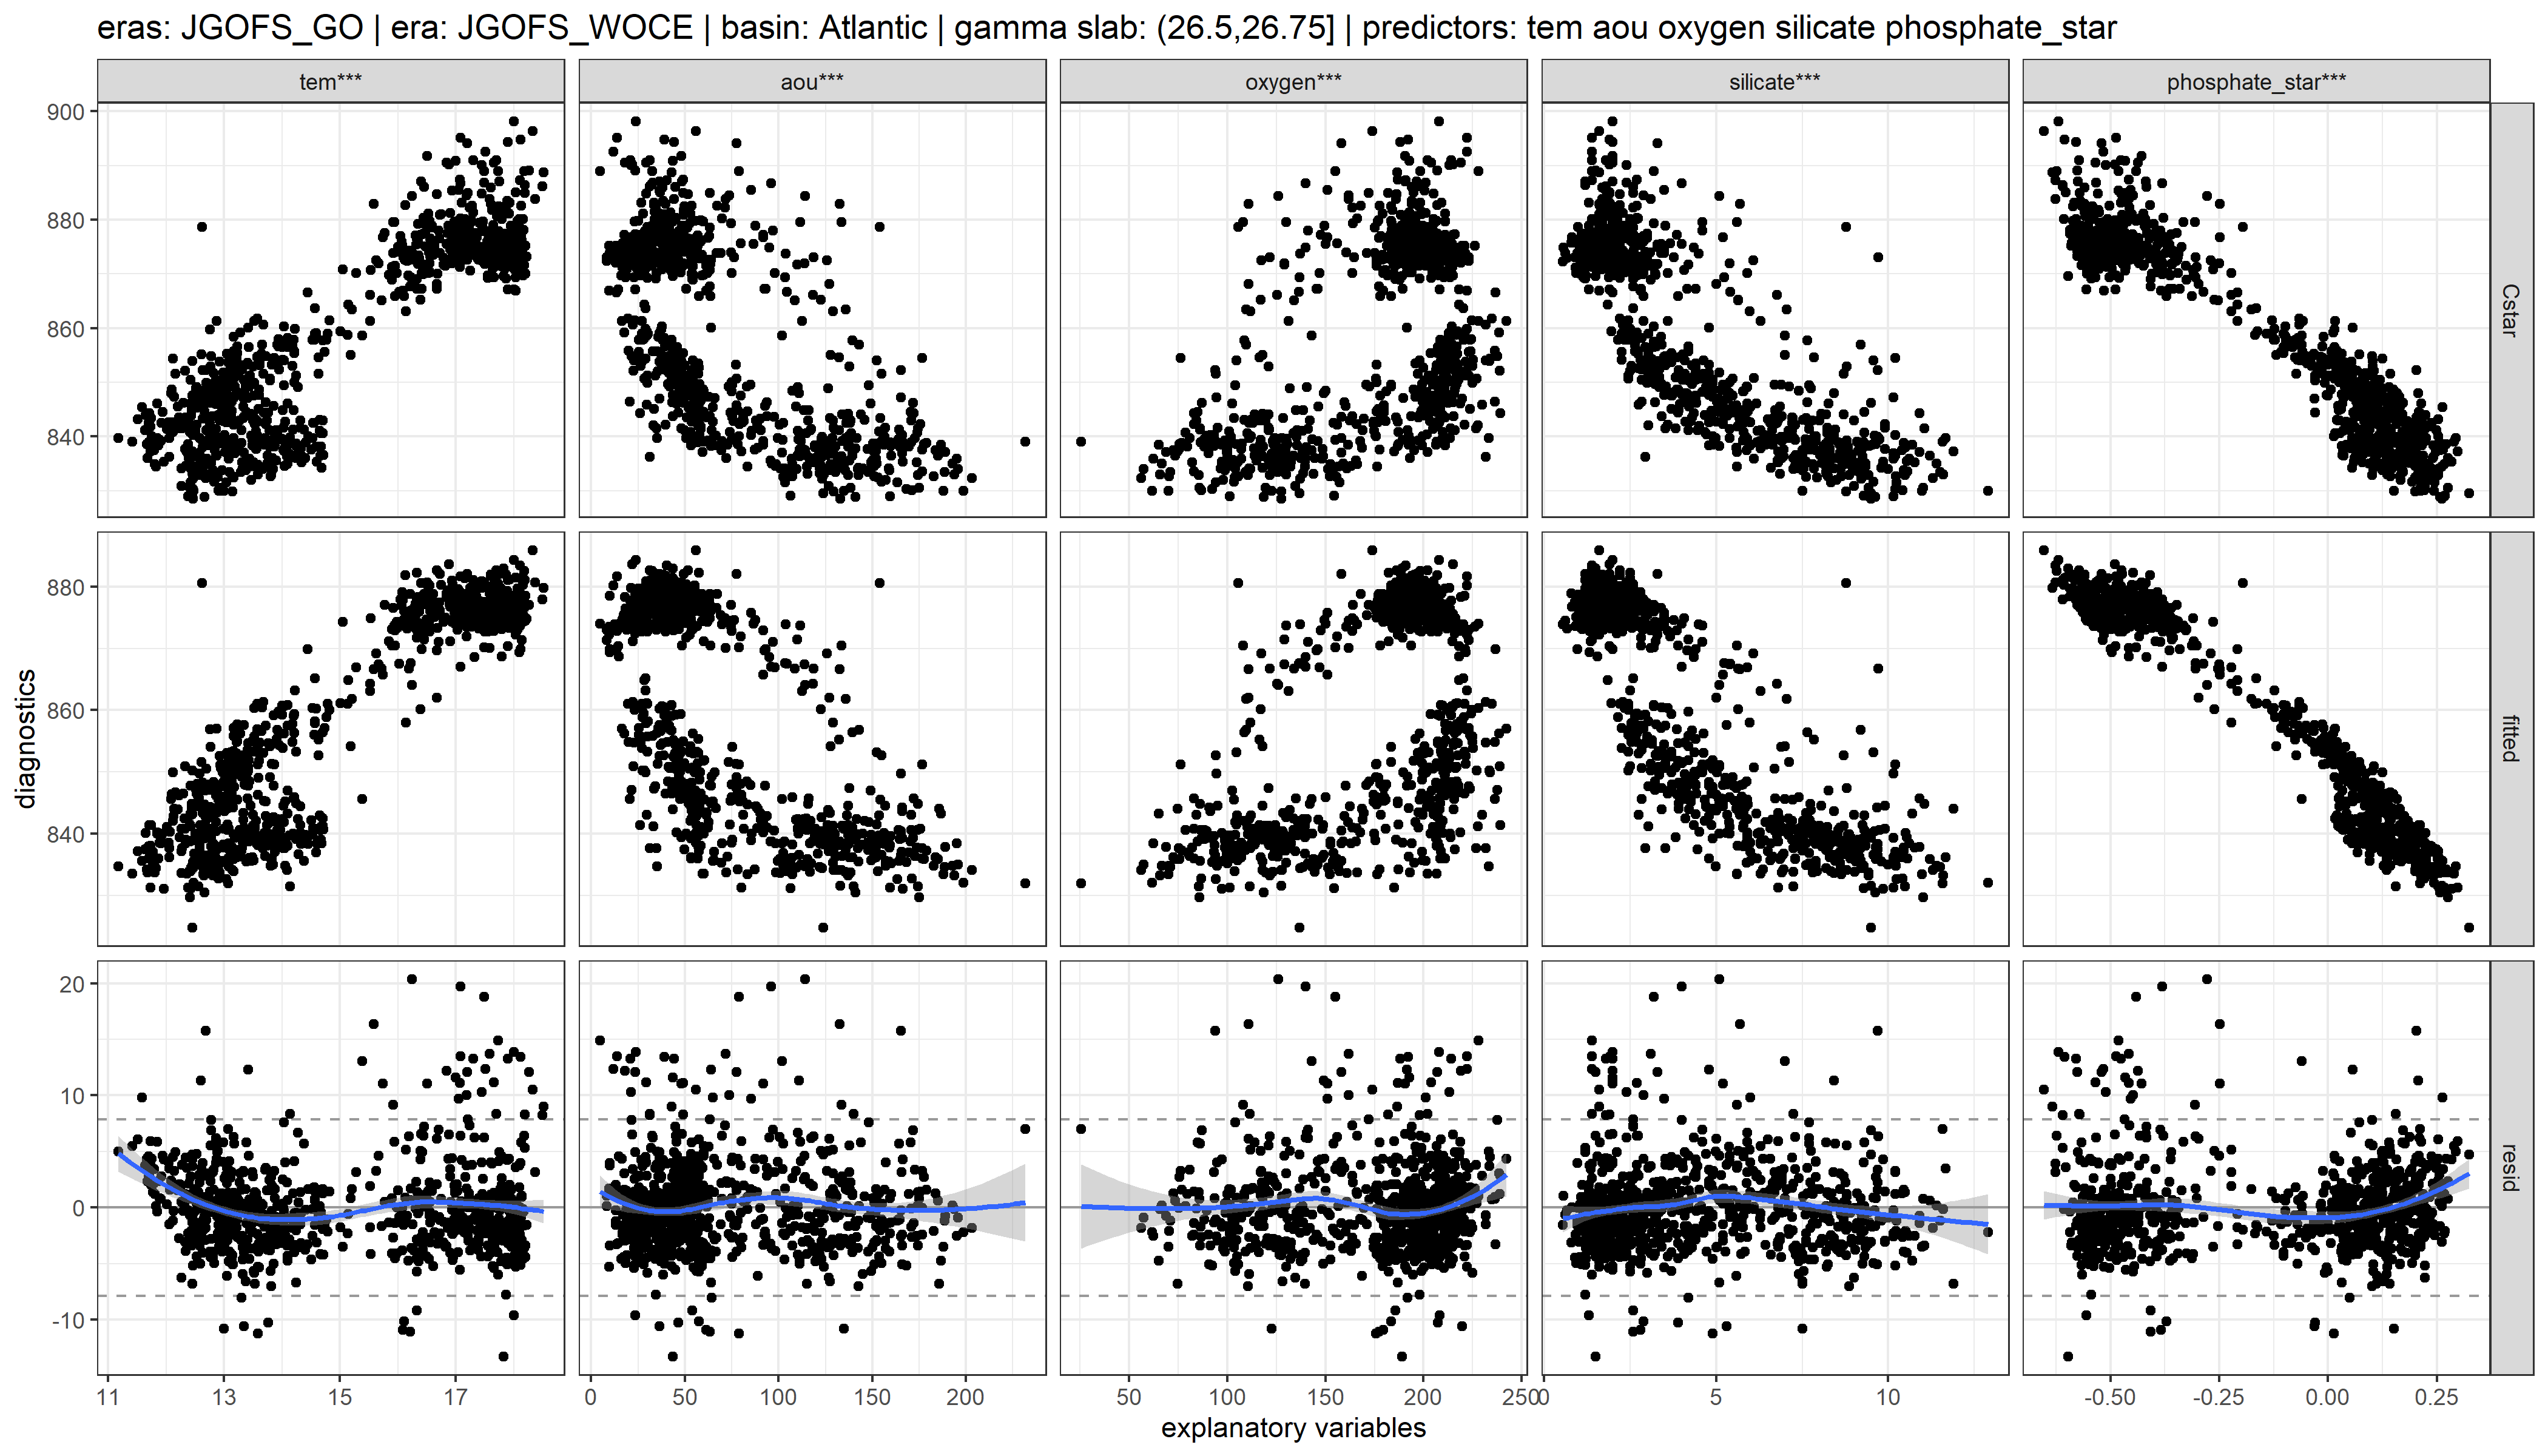 eras: JGOFS_GO | era: JGOFS_WOCE | basin: Atlantic | gamma slab: (26.5,26.75] | predictors: tem aou oxygen silicate phosphate_star
tem*** aou*** oxygen*** silicate*** phosphate_star***
900
880
860
840
Cstar
880
860
840
fitted
diagnostics
20
10
0
-10
resid
11 13 15 17 0 50 100 150 200 50 100 150 200 250 0 5 10 -0.50 -0.25 0.00 0.25
explanatory variables